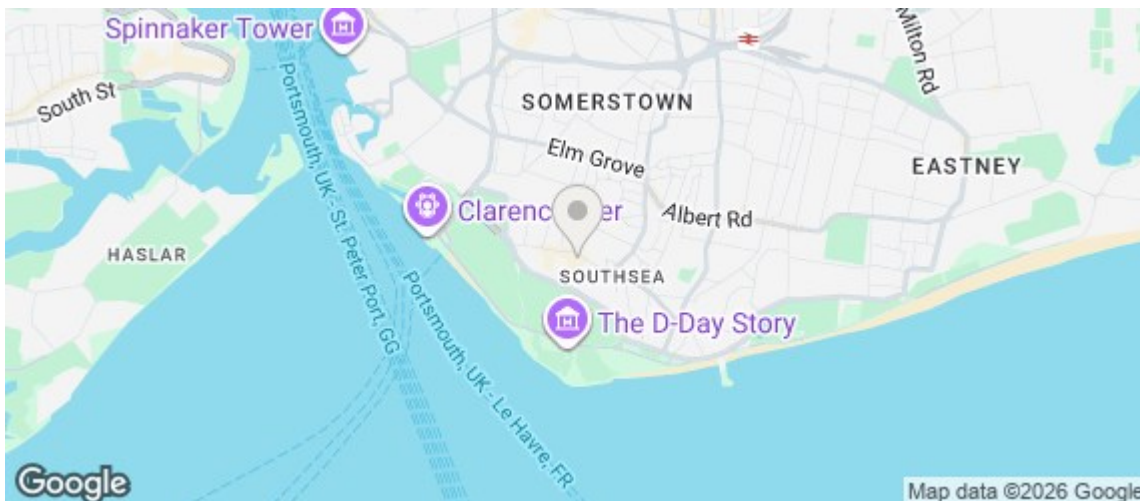 Spinnaker Tower
Milton Rd
South St
SOMERSTOWN
Elm Grove
EASTNEY
Portsmouth, UK - St. Peter Port, GG
Clarence
Albert Rd
HASLAR
SOUTHSEA
Portsmouth, UK - Le Havre, FR
The D-Day Story
Google
Map data ©2026 Google